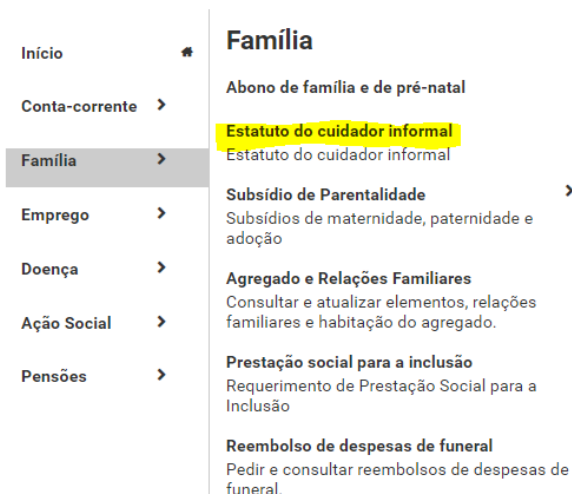 Início
Conta-corrente
Família
Emprego
Doença
Ação Social
Pensões
Família
Abono de família e de pré-natal
Estatuto do cuidador informal
Estatuto do cuidador informal
Subsídio de Parentalidade
Subsídios de maternidade, paternidade e
adoção
Agregado e Relações Familiares
Consultar e atualizar elementos, relações
familiares e habitação do agregado.
Prestação social para a inclusão
Requerimento de Prestação Social para a
Inclusão
Reembolso de despesas de funeral
Pedir e consultar reembolsos de despesas de
funeral.